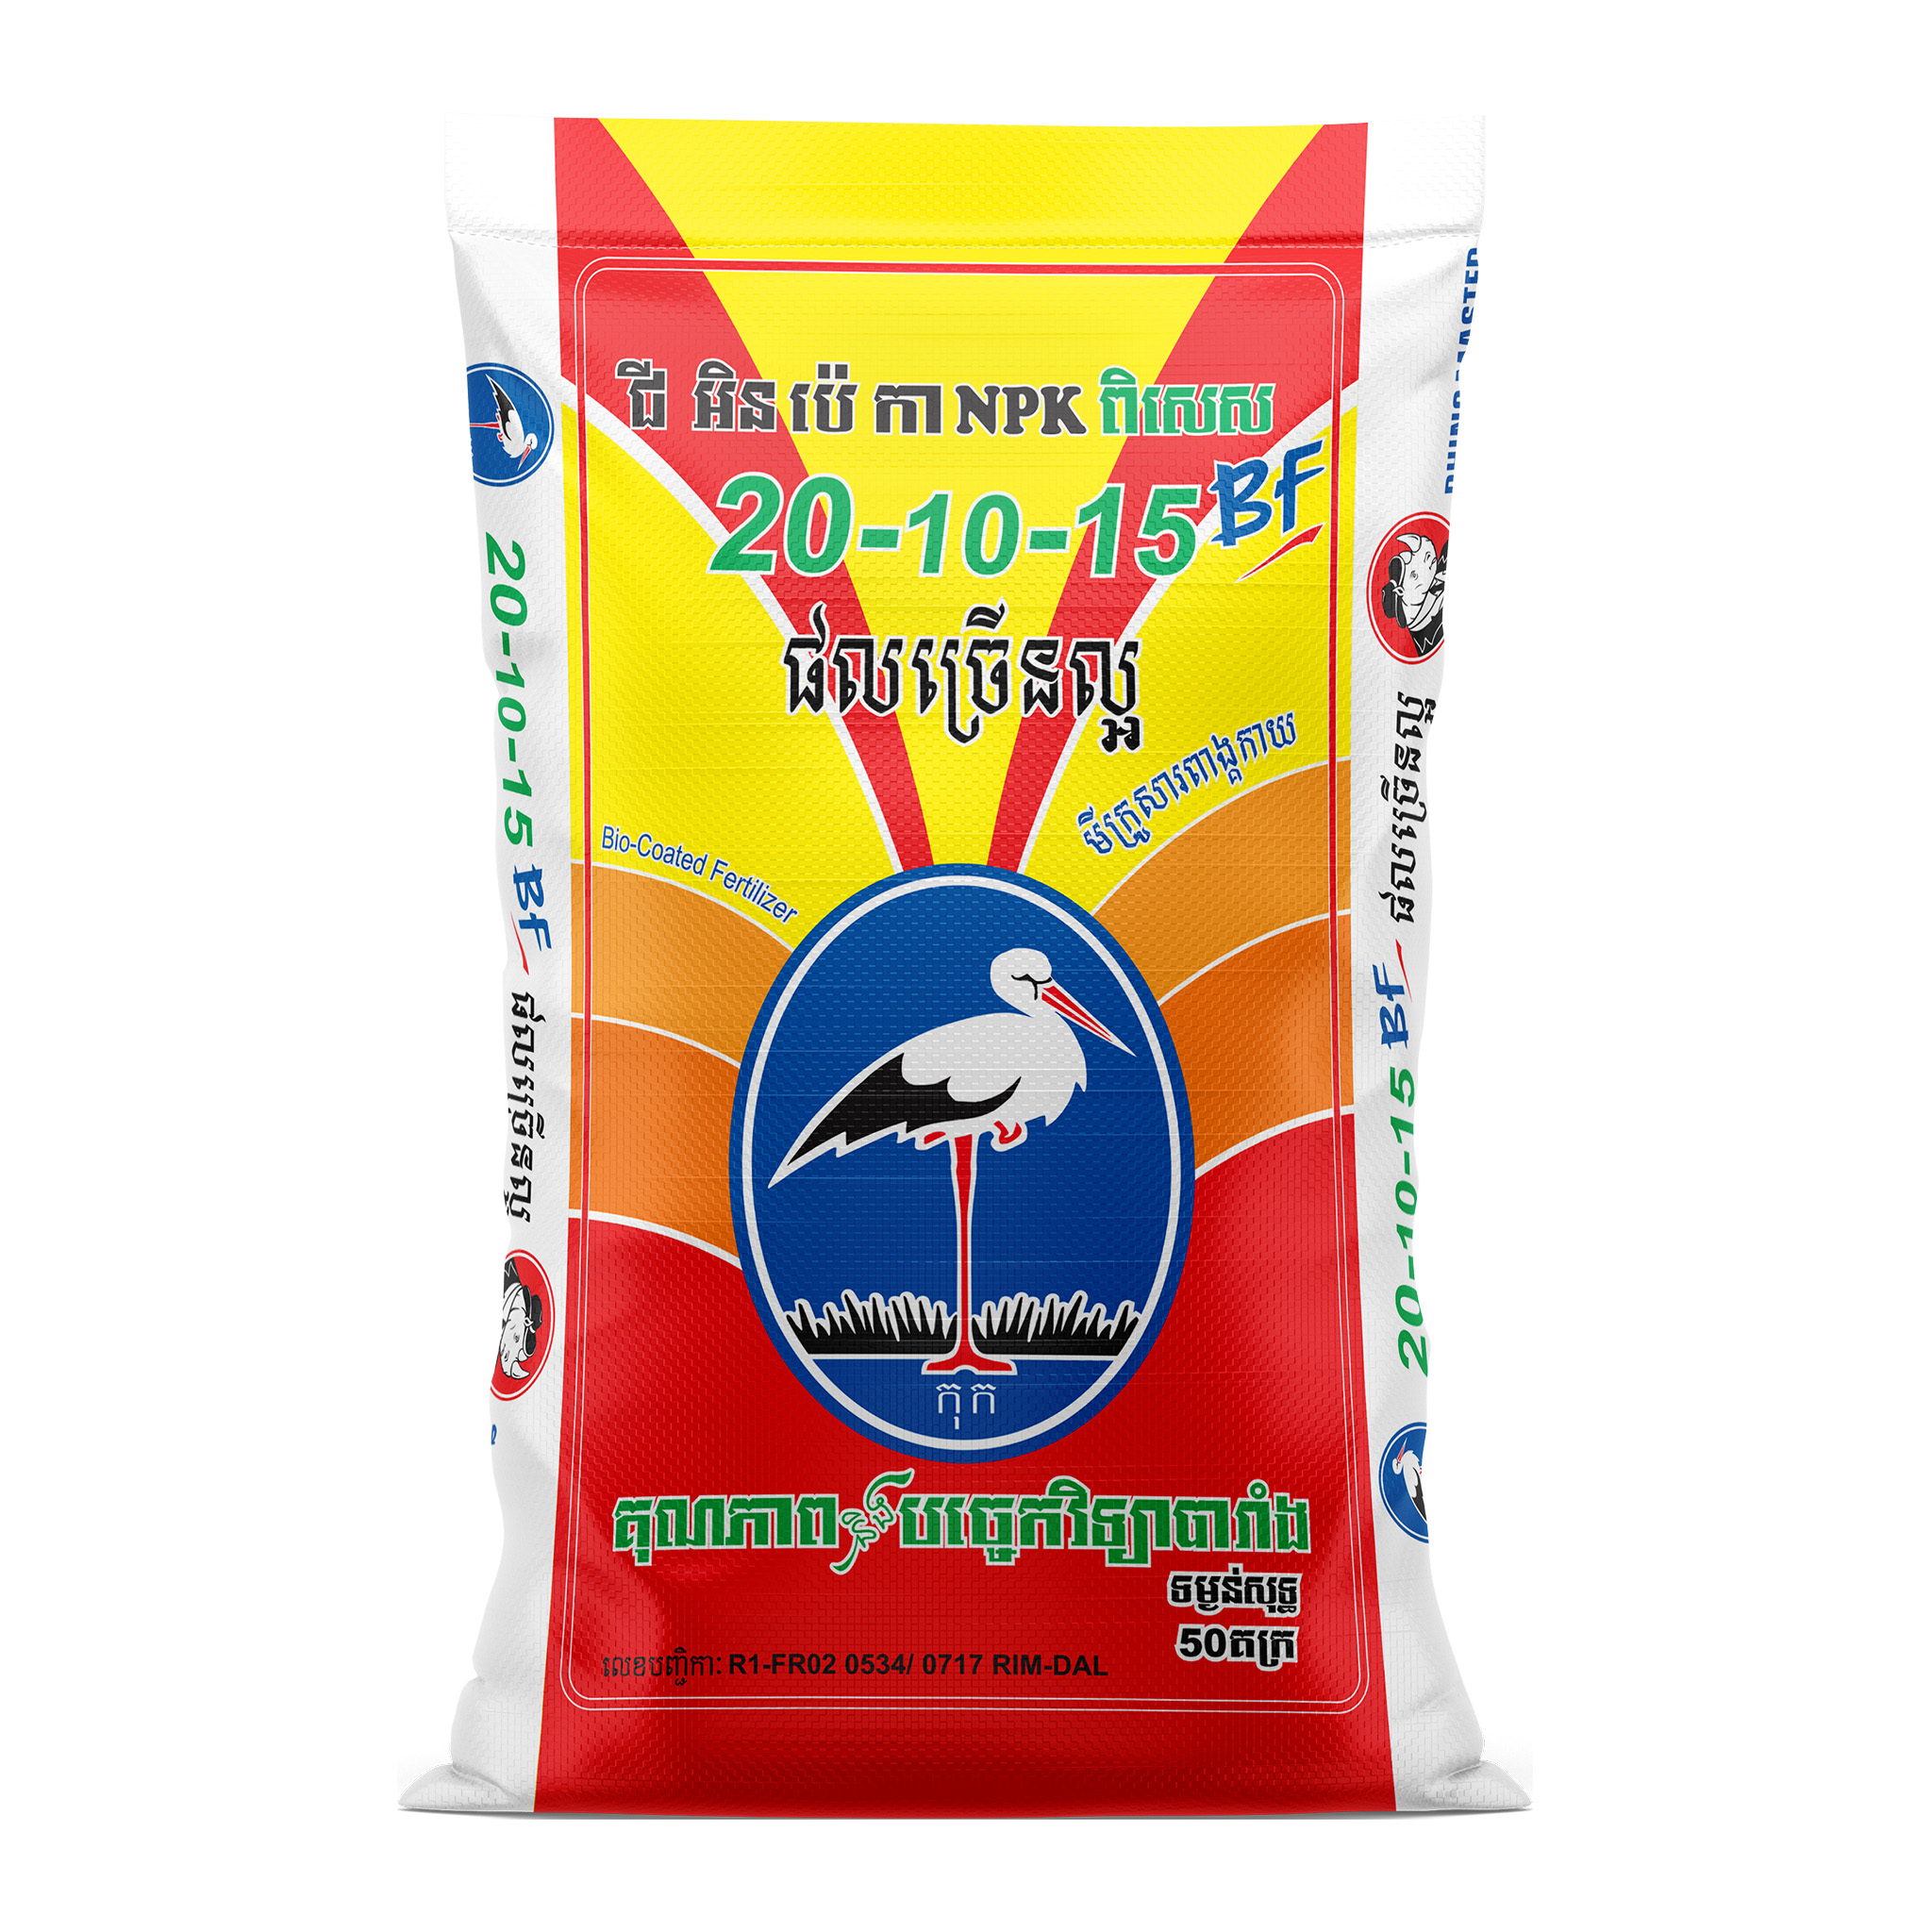 ជី អិន ប៉េ កា NPK ពិសេស
20-10-15 BF
ផលច្រើនល្អ
មីក្រូសារពាង្គកាយ
Bio-Coated Fertilizer
កុក
គុណភាពនិងបច្ចេកវិទ្យាបារាំង
ទម្ងន់សុទ្ធ
50គក្រ
លេខបញ្ជិកា: R1-FR02 0534/ 0717 RIM-DAL
20-10-15 BF ផលច្រើនល្អ
20-10-15 BF ផលច្រើនល្អ